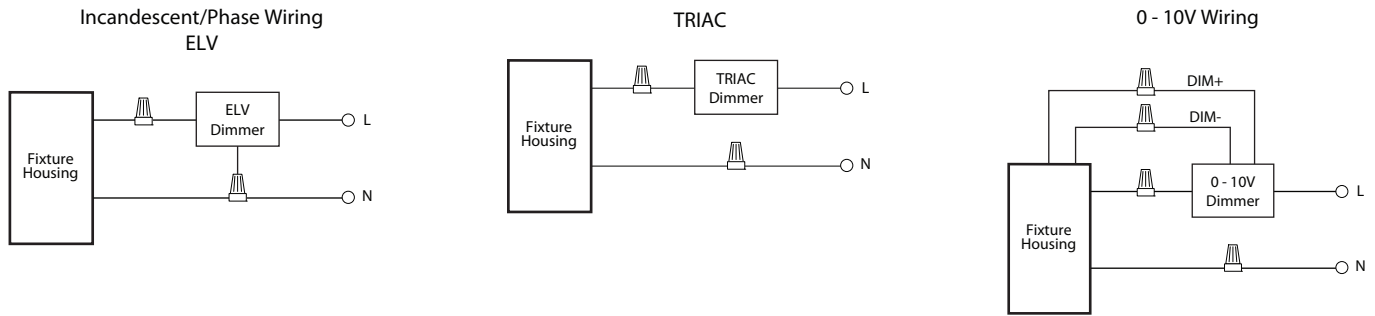 Incandescent/Phase Wiring
ELV
ELV
Dimmer
L
Fixture
Housing
N
TRIAC
TRIAC
Dimmer
L
Fixture
Housing
N
0 - 10V Wiring
DIM+
DIM-
0 - 10V
Dimmer
L
Fixture
Housing
N